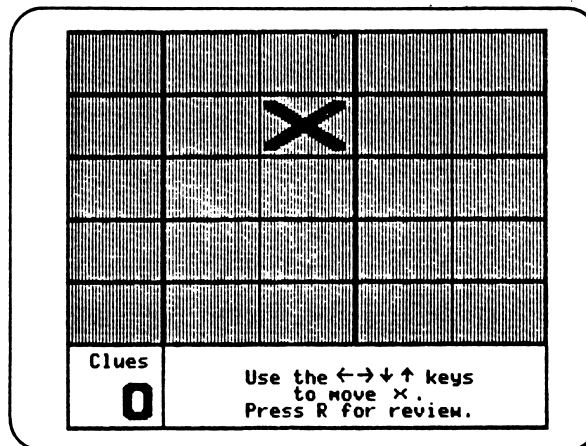 Clues
0
Use the ←→↓↑ keys
to move × .
Press R for review.